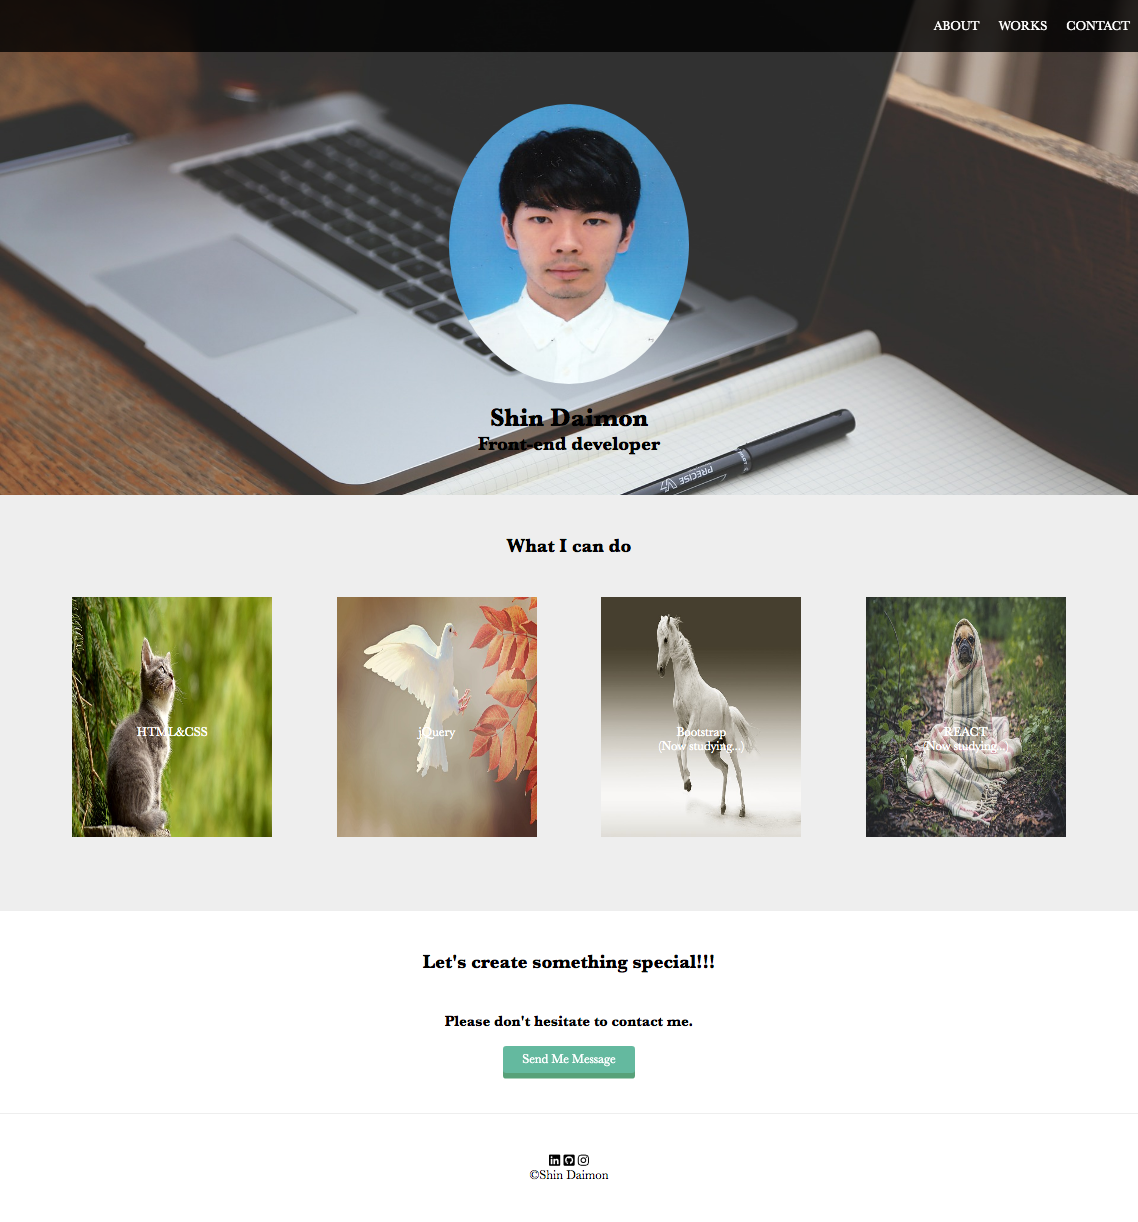 ABOUT WORKS CONTACT
Shin Daimon
Front-end developer
PRECISE V7
What I can do
HTML&CSS
jQuery
Bootstrap
(Now studying...)
REACT
(Now studying...)
Let's create something special!!!
Please don't hesitate to contact me.
Send Me Message
©Shin Daimon